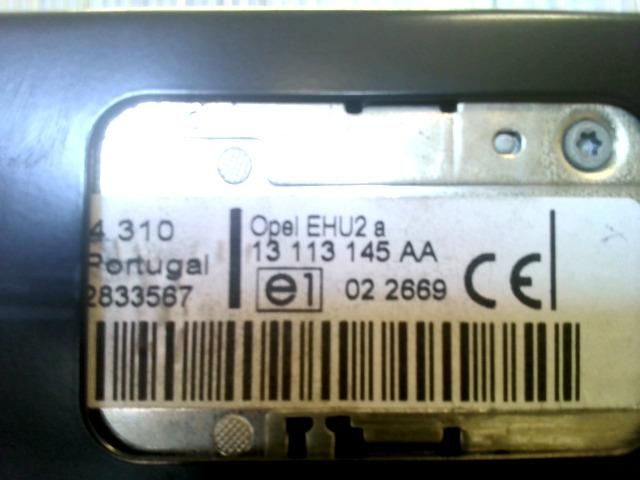 4 310
Portugal
2833567
Opel EHU2 a
13 113 145 AA
e1 02 2669 CE